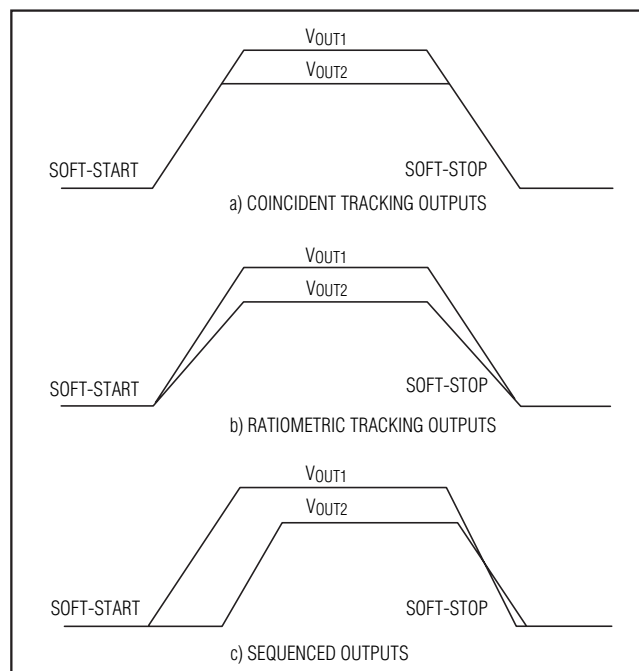 VOUT1
VOUT2
SOFT-START
SOFT-STOP
a) COINCIDENT TRACKING OUTPUTS
VOUT1
VOUT2
SOFT-START
SOFT-STOP
b) RATIOMETRIC TRACKING OUTPUTS
VOUT1
VOUT2
SOFT-START
SOFT-STOP
c) SEQUENCED OUTPUTS